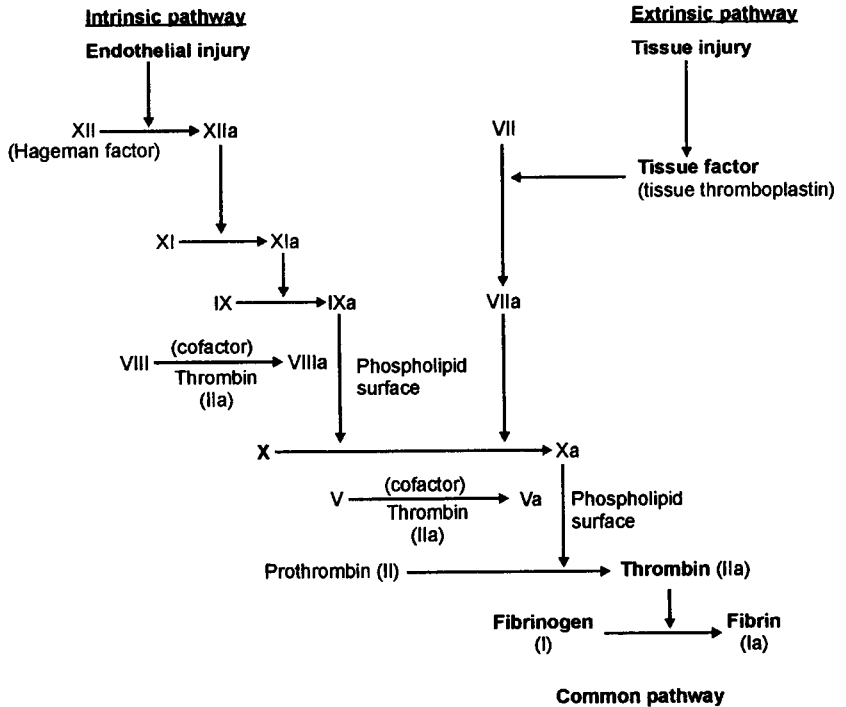 Intrinsic pathway
Extrinsic pathway
Endothelial injury
Tissue injury
XII
XIIa
(Hageman factor)
VII
Tissue factor
(tissue thromboplastin)
XI
XIa
IX
IXa
VIIa
VIII
(cofactor)
VIIIa
Thrombin
(IIa)
Phospholipid
surface
X
Xa
V
(cofactor)
Va
Thrombin
(IIa)
Phospholipid
surface
Prothrombin (II)
Thrombin (IIa)
Fibrinogen
(I)
Fibrin
(Ia)
Common pathway